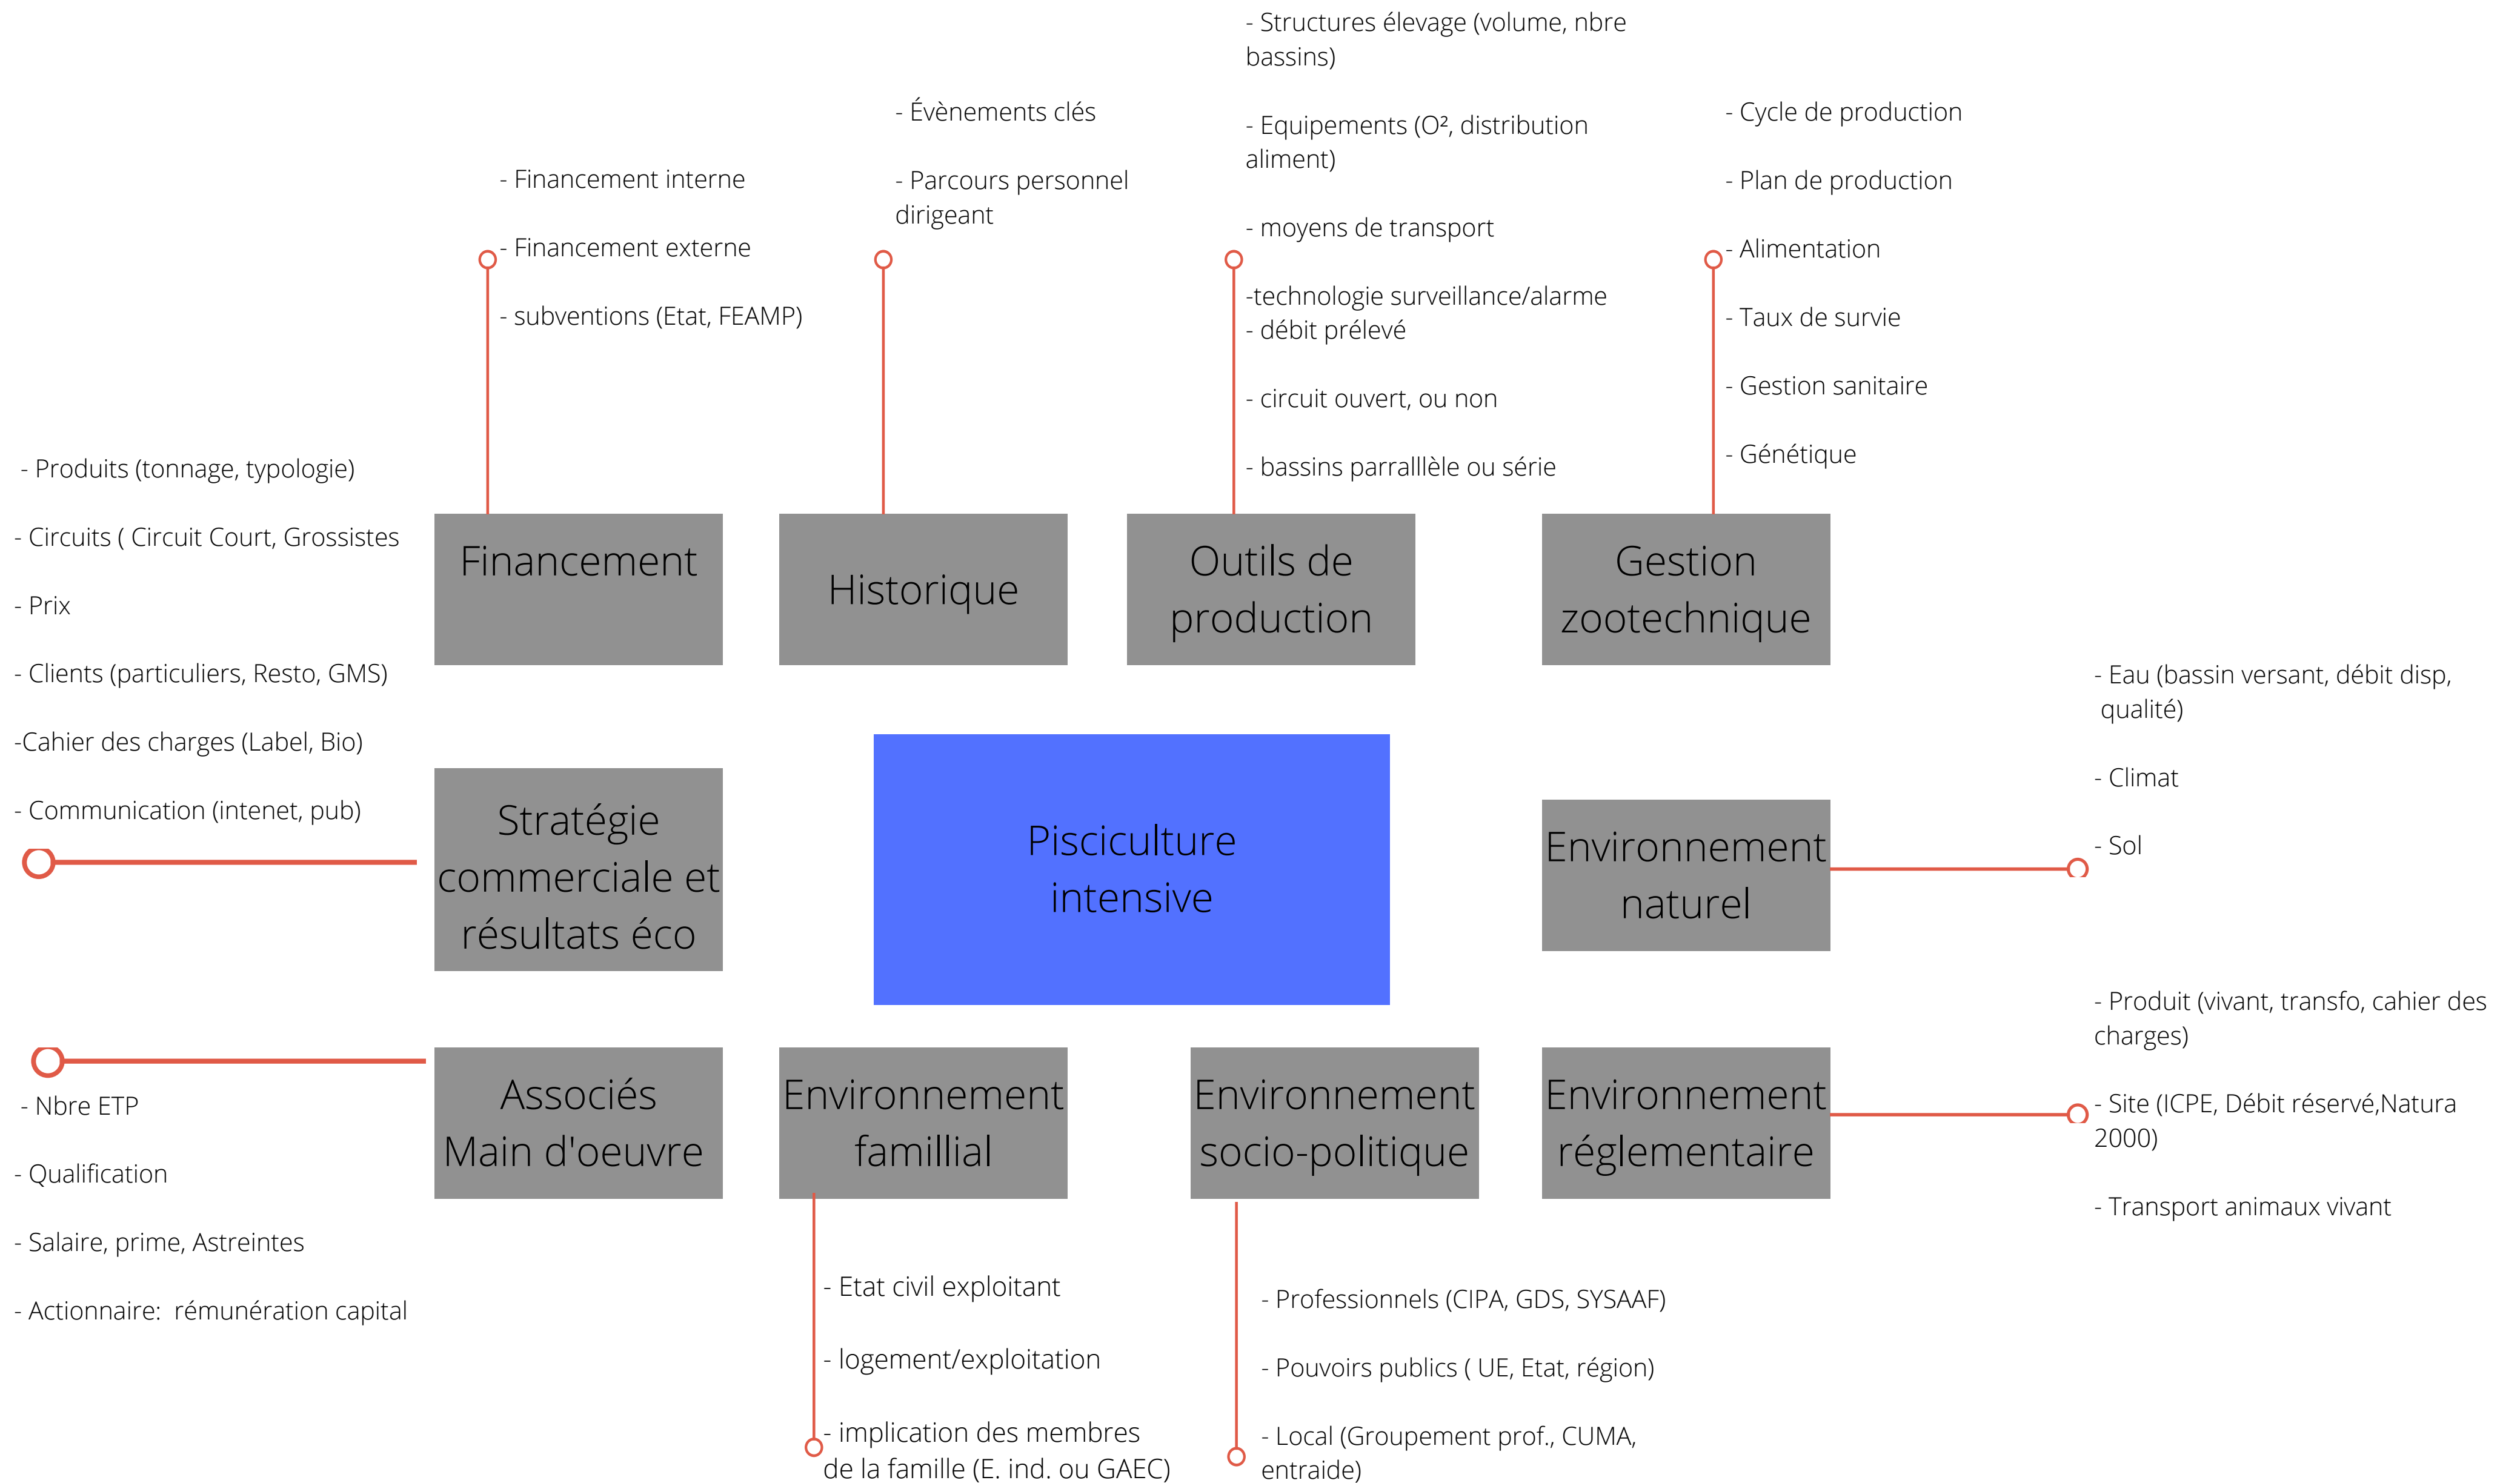 - Structures élevage (volume, nbre
bassins)
- Equipements (O², distribution
aliment)
- moyens de transport
-technologie surveillance/alarme
- débit prélevé
- circuit ouvert, ou non
- bassins parralllèle ou série
- Évènements clés
- Parcours personnel
dirigeant
- Cycle de production
- Plan de production
- Alimentation
- Taux de survie
- Gestion sanitaire
- Génétique
- Financement interne
- Financement externe
- subventions (Etat, FEAMP)
- Produits (tonnage, typologie)
- Circuits ( Circuit Court, Grossistes
- Prix
- Clients (particuliers, Resto, GMS)
-Cahier des charges (Label, Bio)
- Communication (intenet, pub)
Financement
Historique
Outils de
production
Gestion
zootechnique
- Eau (bassin versant, débit disp,
qualité)
- Climat
- Sol
Stratégie
commerciale et
résultats éco
Pisciculture
intensive
Environnement
naturel
- Produit (vivant, transfo, cahier des
charges)
- Site (ICPE, Débit réservé,Natura
2000)
- Transport animaux vivant
Associés
Main d'oeuvre
Environnement
famillial
Environnement
socio-politique
Environnement
réglementaire
- Nbre ETP
- Qualification
- Salaire, prime, Astreintes
- Actionnaire:  rémunération capital
- Etat civil exploitant
- logement/exploitation
- implication des membres
de la famille (E. ind. ou GAEC)
- Professionnels (CIPA, GDS, SYSAAF)
- Pouvoirs publics ( UE, Etat, région)
- Local (Groupement prof., CUMA,
entraide)